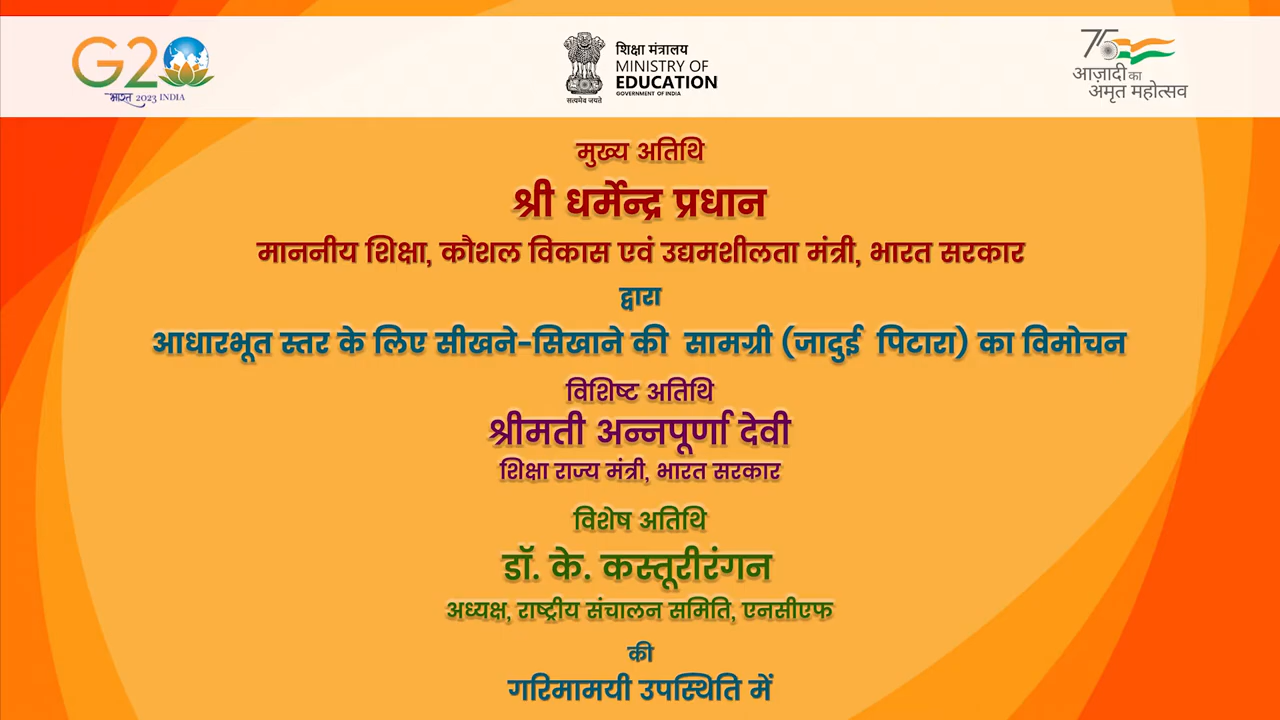 G20
भारत 2023 INDIA
शिक्षा मंत्रालय
MINISTRY OF
EDUCATION
GOVERNMENT OF INDIA
सत्यमेव जयते
75
आज़ादी का
अमृत महोत्सव
मुख्य अतिथि
श्री धर्मेन्द्र प्रधान
माननीय शिक्षा, कौशल विकास एवं उद्यमशीलता मंत्री, भारत सरकार
द्वारा
आधारभूत स्तर के लिए सीखने-सिखाने की सामग्री (जादुई पिटारा) का विमोचन
विशिष्ट अतिथि
श्रीमती अन्नपूर्णा देवी
शिक्षा राज्य मंत्री, भारत सरकार
विशेष अतिथि
डॉ. के. कस्तूरीरंगन
अध्यक्ष, राष्ट्रीय संचालन समिति, एनसीएफ
की
गरिमामयी उपस्थिति में